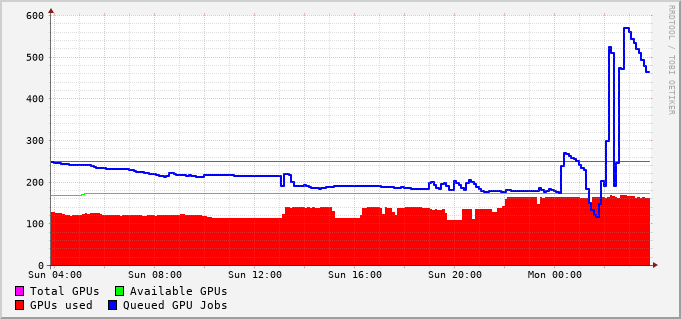 600
500
400
300
200
100
0
Sun 04:00 Sun 08:00 Sun 12:00 Sun 16:00 Sun 20:00 Mon 00:00
Total GPUs Available GPUs
GPUs used Queued GPU Jobs
RRDTOOL / TOBI OETIKER